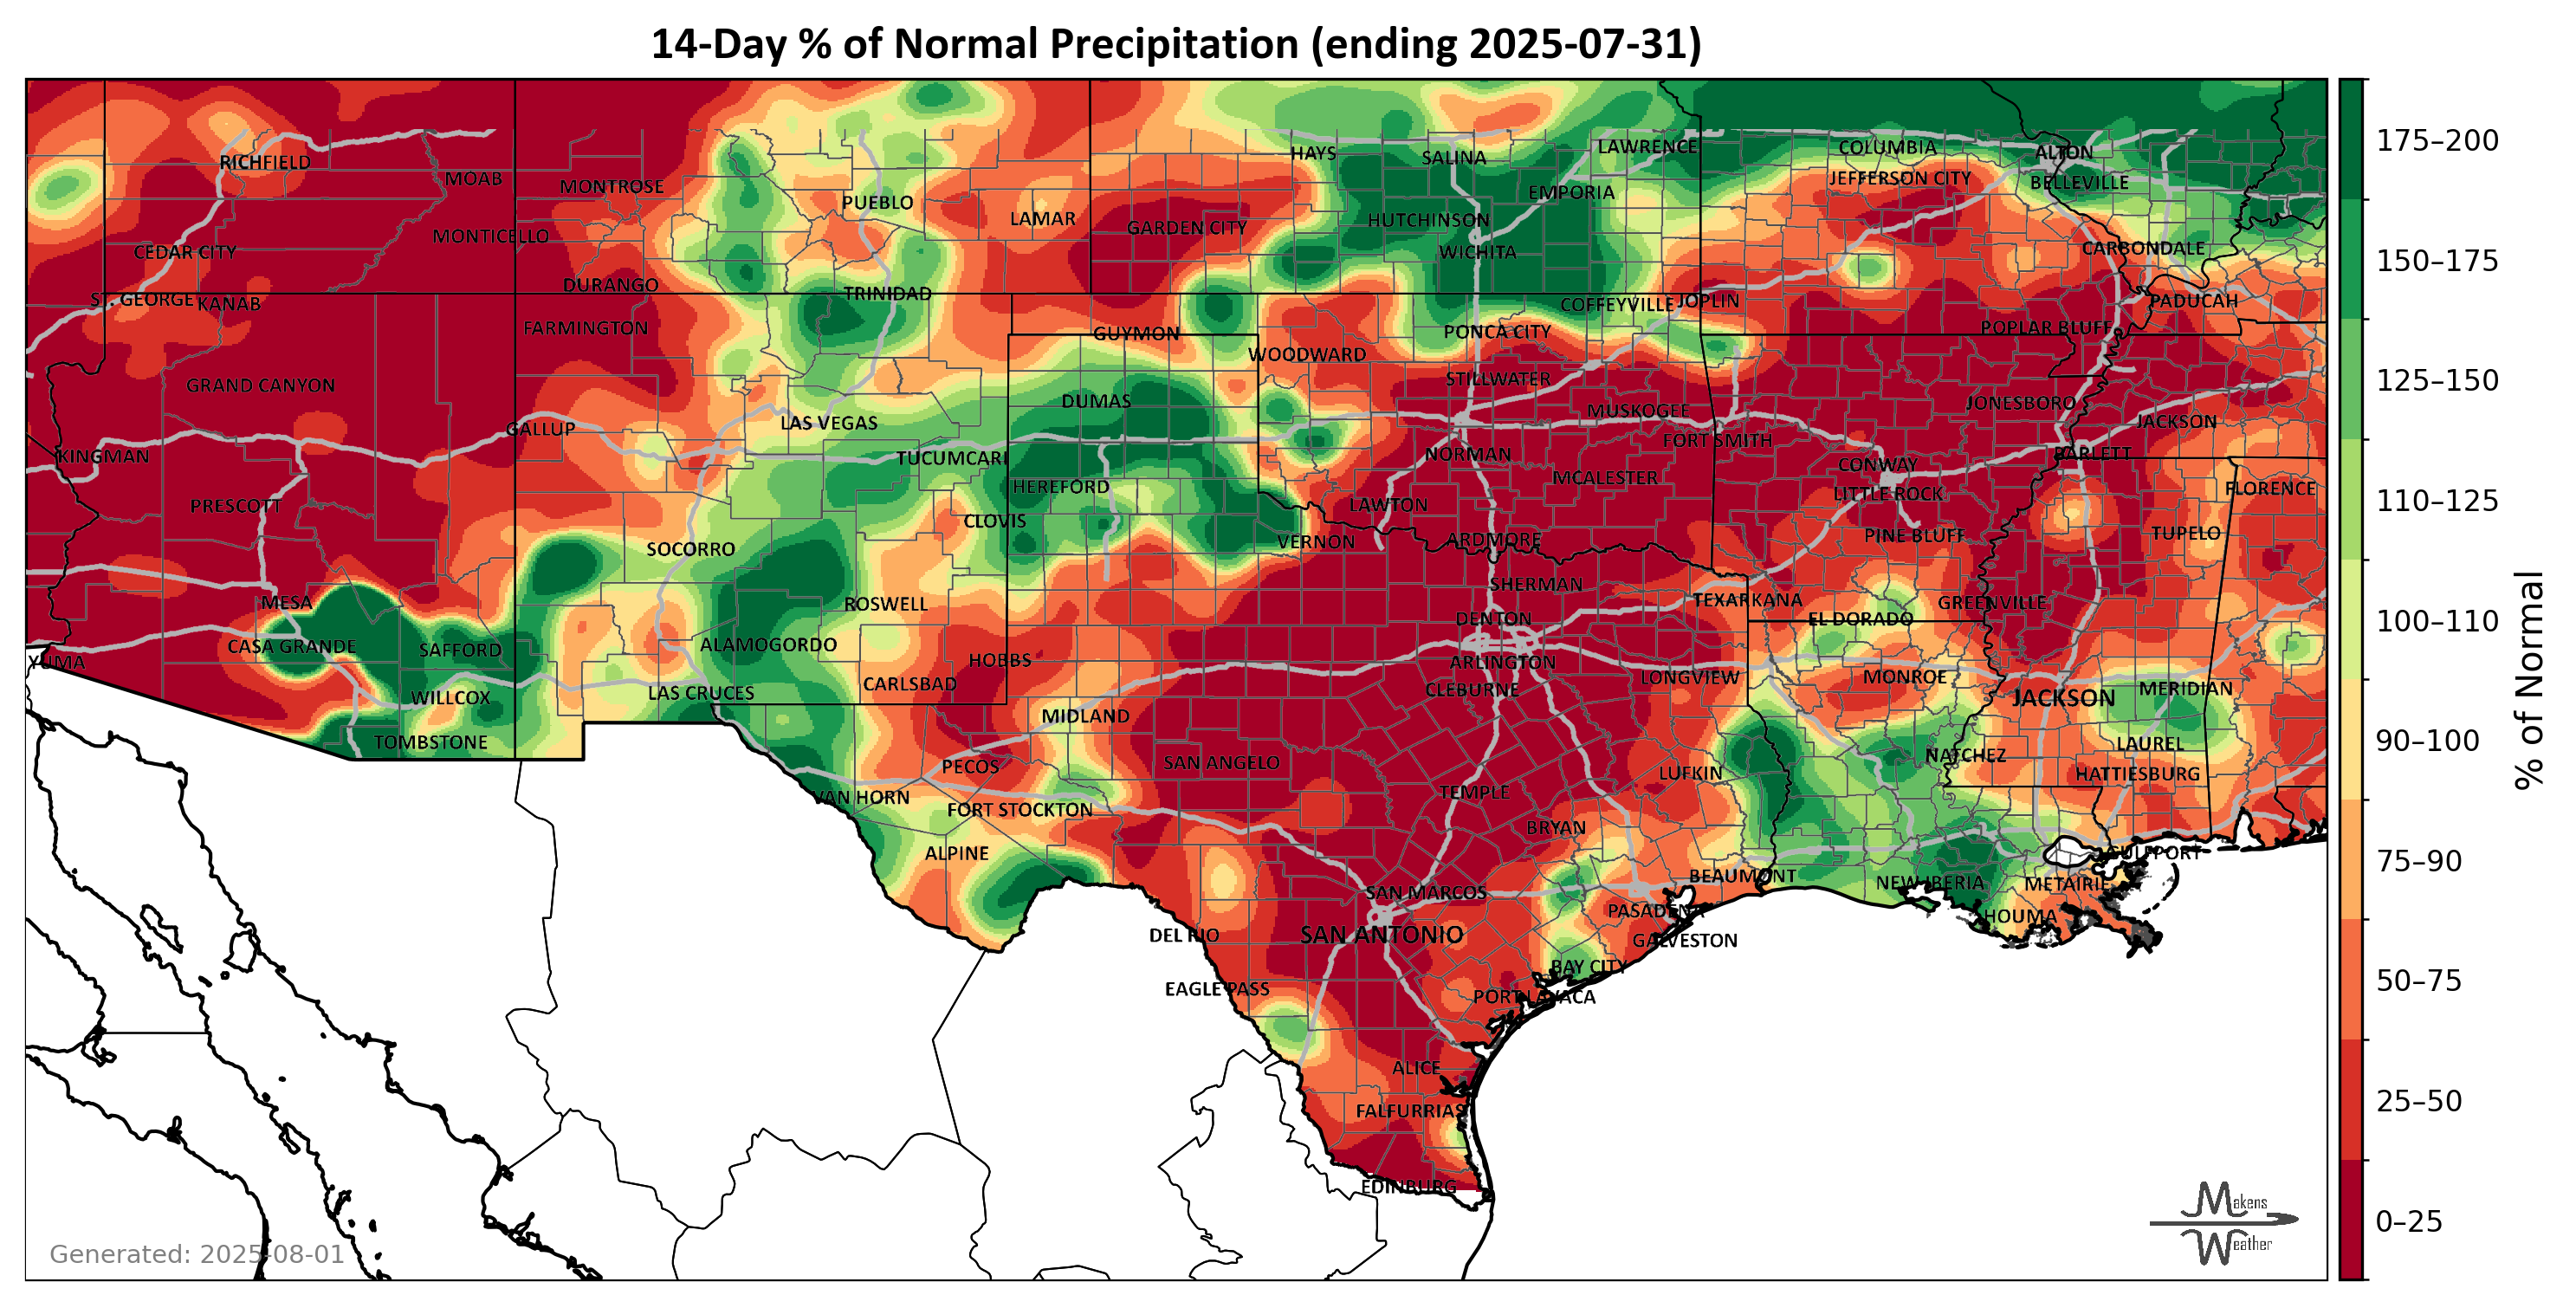 14-Day % of Normal Precipitation (ending 2025-07-31)
HAYS
SALINA
LAWRENCE
COLUMBIA
ALTON
RICHFIELD
MOAB
MONTROSE
PUEBLO
LAMAR
EMPORIA
JEFFERSON CITY
BELLEVILLE
CEDAR CITY
MONTICELLO
GARDEN CITY
HUTCHINSON
WICHITA
CARBONDALE
ST. GEORGE
KANAB
DURANGO
TRINIDAD
COFFEYVILLE
JOPLIN
PADUCAH
FARMINGTON
GUYMON
PONCA CITY
POPLAR BLUFF
WOODWARD
GRAND CANYON
DUMAS
STILLWATER
MUSKOGEE
JONESBORO
JACKSON
GALLUP
LAS VEGAS
FORT SMITH
KINGMAN
TUCUMCARI
NORMAN
CONWAY
BARLETT
PRESCOTT
HEREFORD
MCALESTER
LITTLE ROCK
FLORENCE
CLOVIS
LAWTON
PINE BLUFF
TUPELO
SOCORRO
VERNON
ARDMORE
MESA
ROSWELL
SHERMAN
TEXARKANA
GREENVILLE
CASA GRANDE
SAFFORD
ALAMOGORDO
DENTON
EL DORADO
YUMA
HOBBS
ARLINGTON
WILLCOX
LAS CRUCES
CARLSBAD
CLEBURNE
LONGVIEW
MONROE
JACKSON
MERIDIAN
TOMBSTONE
MIDLAND
NATCHEZ
LAUREL
PECOS
SAN ANGELO
LUFKIN
HATTIESBURG
VAN HORN
FORT STOCKTON
TEMPLE
ALPINE
BRYAN
GULFPORT
SAN MARCOS
BEAUMONT
NEW IBERIA
METAIRIE
DEL RIO
SAN ANTONIO
PASADENA
GALVESTON
HOUMA
EAGLE PASS
BAY CITY
PORT LAVACA
ALICE
FALFURRIAS
EDINBURG
175–200
150–175
125–150
110–125
100–110
90–100
75–90
50–75
25–50
0–25
% of Normal
Generated: 2025-08-01
Makens
Weather